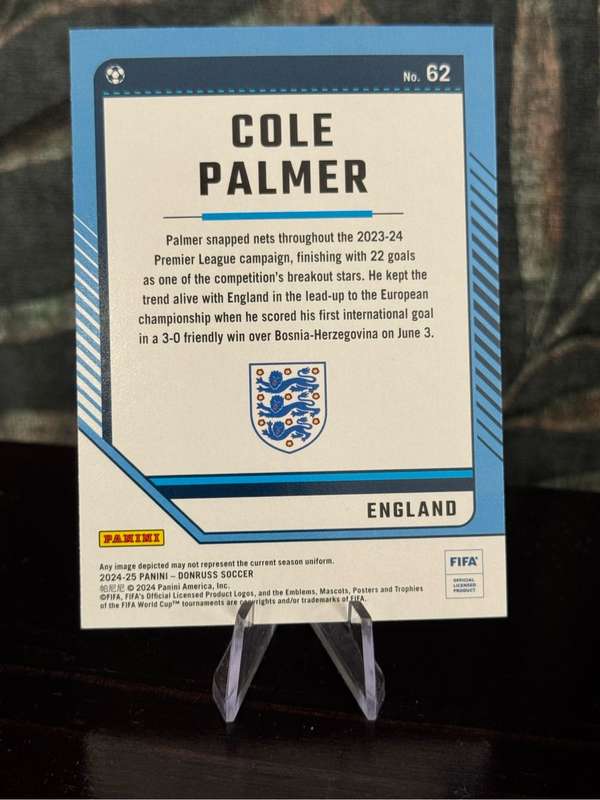 No. 62
COLE
PALMER
Palmer snapped nets throughout the 2023-24
Premier League campaign, finishing with 22 goals
as one of the competition's breakout stars. He kept the
trend alive with England in the lead-up to the European
championship when he scored his first international goal
in a 3-0 friendly win over Bosnia-Herzegovina on June 3.
ENGLAND
PANINI
Any image depicted may not represent the current season uniform.
2024-25 PANINI – DONRUSS SOCCER
帕尼尼 © 2024 Panini America, Inc.
©FIFA, FIFA's Official Licensed Product Logos, and the Emblems, Mascots, Posters and Trophies
of the FIFA World Cup™ tournaments are copyrights and/or trademarks of FIFA.
FIFA
OFFICIAL
LICENSED
PRODUCT